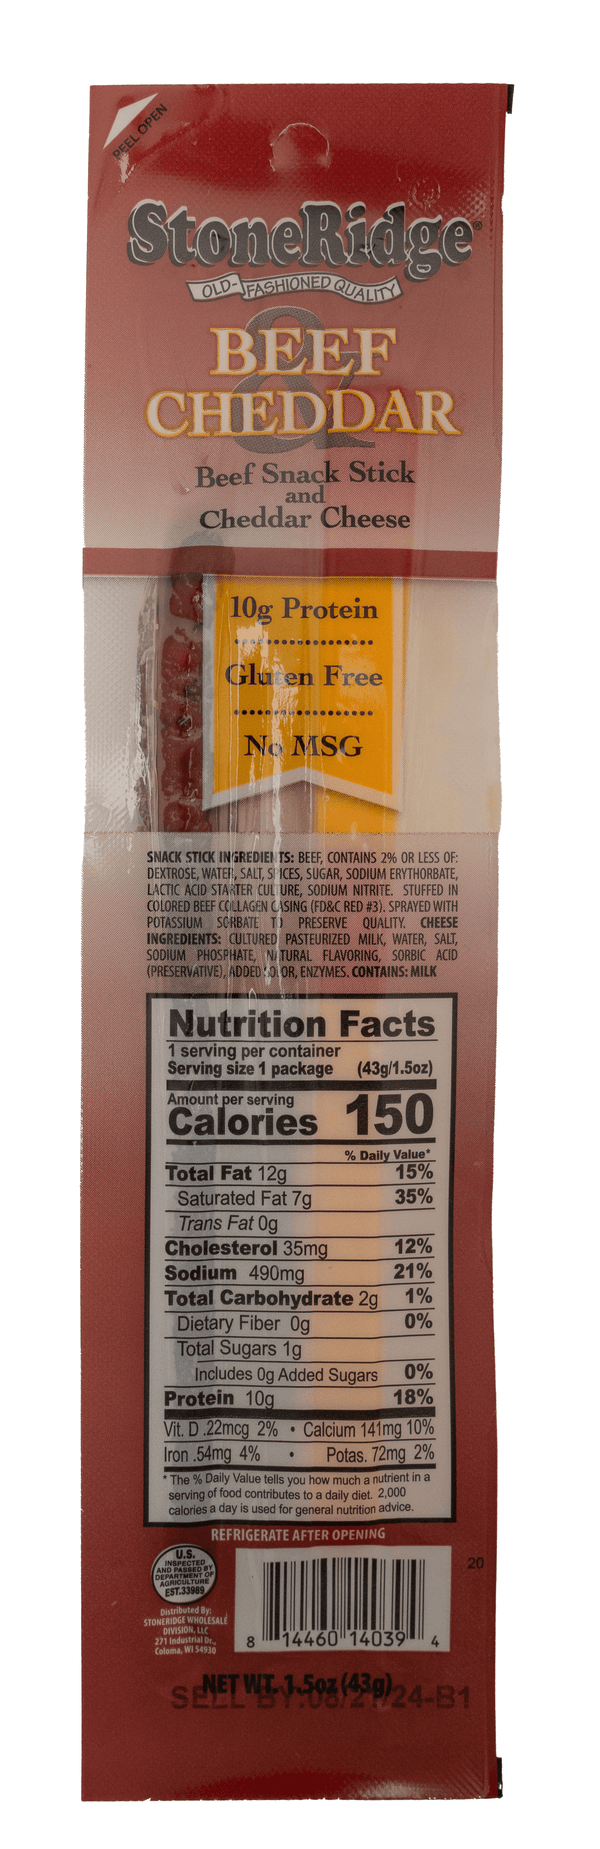 PEEL OPEN
StoneRidge®
OLD-FASHIONED QUALITY
BEEF
&
CHEDDAR
Beef Snack Stick
and
Cheddar Cheese
10g Protein
Gluten Free
No MSG
SNACK STICK INGREDIENTS: BEEF, CONTAINS 2% OR LESS OF:
DEXTROSE, WATER, SALT, SPICES, SUGAR, SODIUM ERYTHORBATE,
LACTIC ACID STARTER CULTURE, SODIUM NITRITE. STUFFED IN
COLORED BEEF COLLAGEN CASING (FD&C RED #3). SPRAYED WITH
POTASSIUM SORBATE TO PRESERVE QUALITY. CHEESE
INGREDIENTS: CULTURED PASTEURIZED MILK, WATER, SALT,
SODIUM PHOSPHATE, NATURAL FLAVORING, SORBIC ACID
(PRESERVATIVE), ADDED COLOR, ENZYMES. CONTAINS: MILK
Nutrition Facts
1 serving per container
Serving size 1 package (43g/1.5oz)
Amount per serving
Calories 150
% Daily Value*
Total Fat 12g 15%
Saturated Fat 7g 35%
Trans Fat 0g
Cholesterol 35mg 12%
Sodium 490mg 21%
Total Carbohydrate 2g 1%
Dietary Fiber 0g 0%
Total Sugars 1g
Includes 0g Added Sugars 0%
Protein 10g 18%
Vit. D .22mcg 2% • Calcium 141mg 10%
Iron .54mg 4% • Potas. 72mg 2%
* The % Daily Value tells you how much a nutrient in a
serving of food contributes to a daily diet. 2,000
calories a day is used for general nutrition advice.
REFRIGERATE AFTER OPENING
U.S.
INSPECTED
AND PASSED BY
DEPARTMENT OF
AGRICULTURE
EST.33989
Distributed By:
STONERIDGE WHOLESALE
DIVISION, LLC
271 Industrial Dr.,
Coloma, WI 54930
20
8 14460 14039 4
NET WT. 1.5oz (43g)
SELL BY:08/21/24-B1